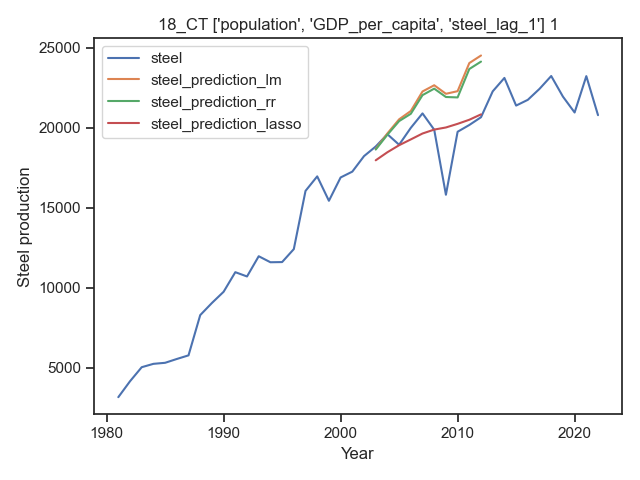 18_CT ['population', 'GDP_per_capita', 'steel_lag_1'] 1
steel
steel_prediction_lm
steel_prediction_rr
steel_prediction_lasso
25000
20000
15000
10000
5000
Steel production
1980
1990
2000
2010
2020
Year